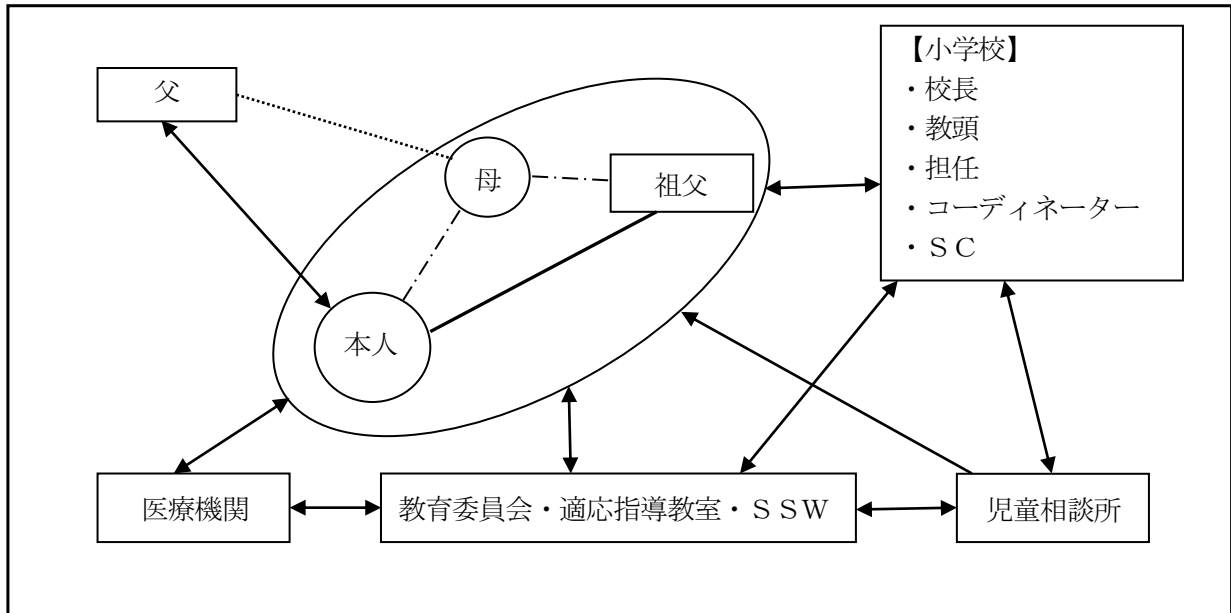 父
母
祖父
本人
【小学校】
・校長
・教頭
・担任
・コーディネーター
・ＳＣ
医療機関
教育委員会・適応指導教室・ＳＳＷ
児童相談所